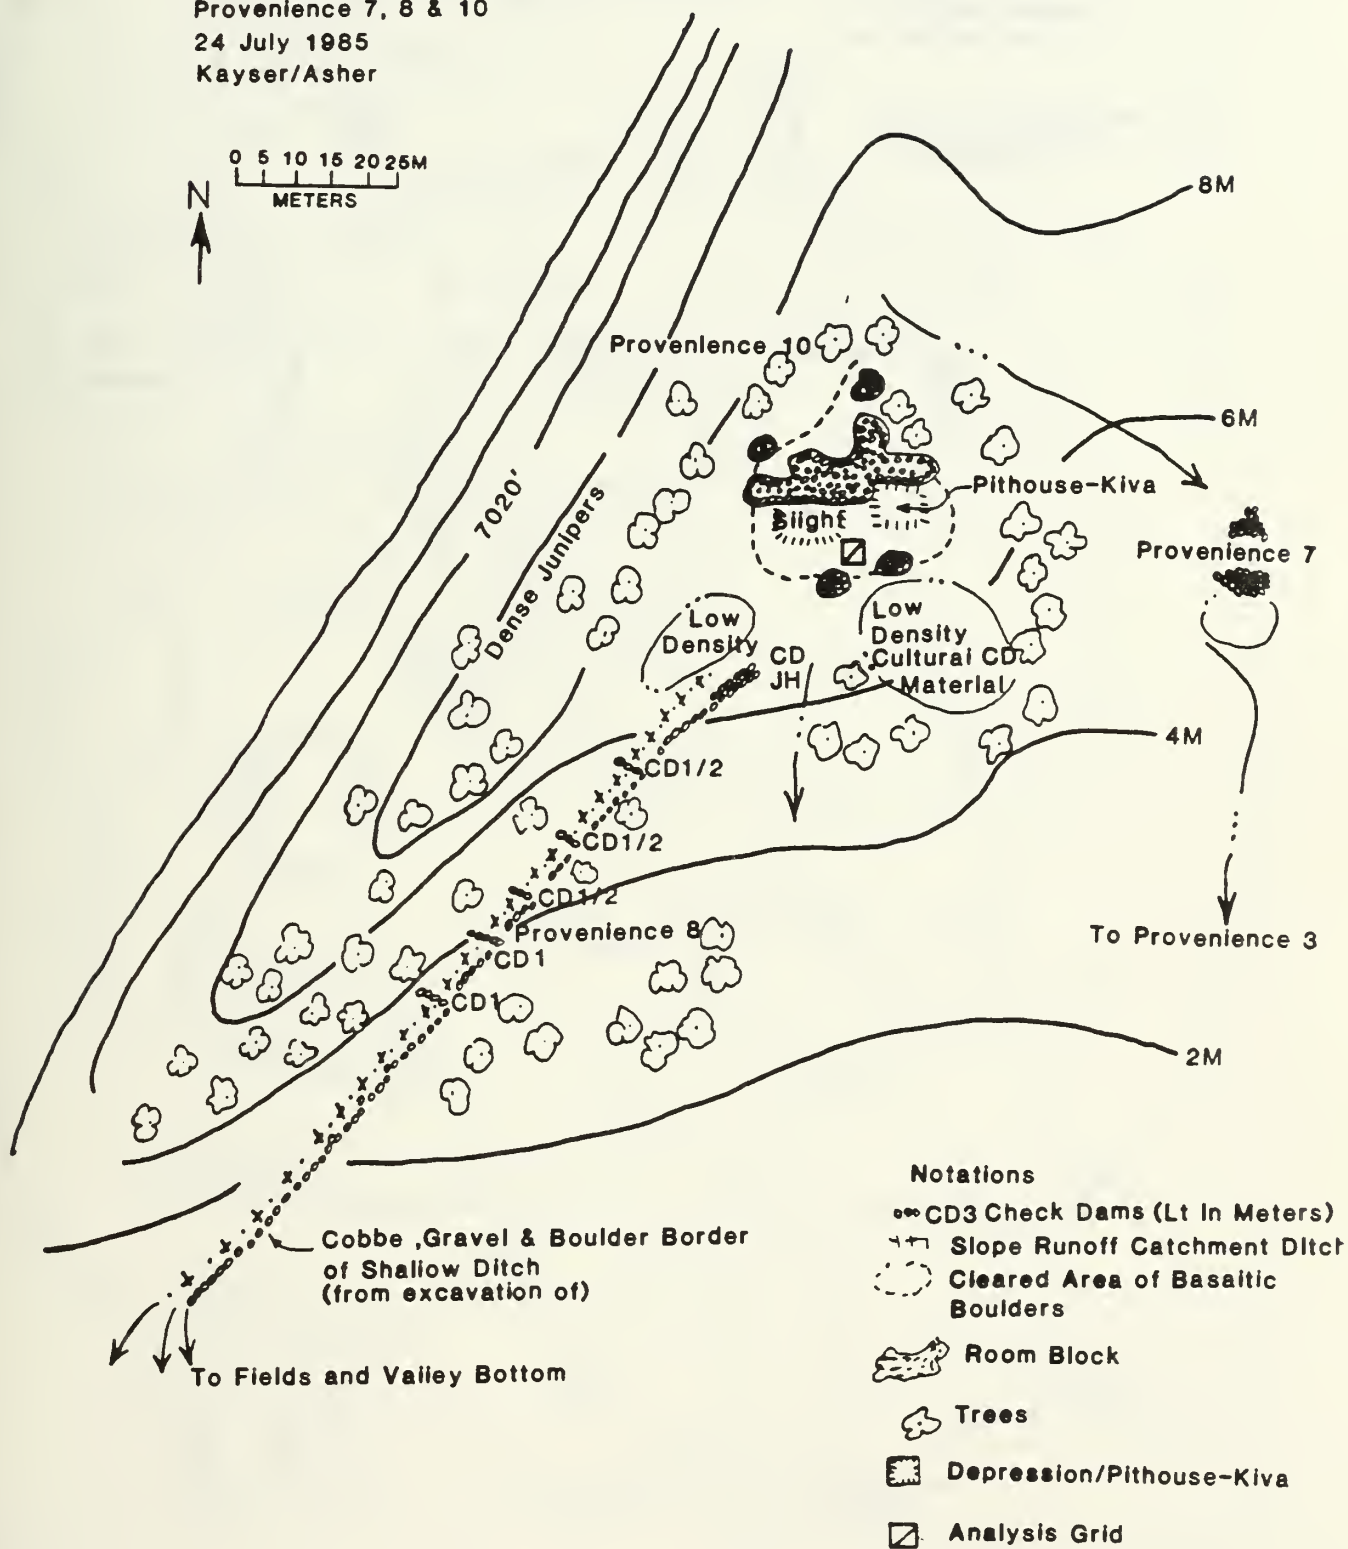 Provenience 7, 8 & 10
24 July 1985
Kayser/Asher
0 5 10 15 20 25M
METERS
N
8M
Provenience 10
6M
Pithouse-Kiva
Slight
7020'
Dense Junipers
Provenience 7
Low
Density
Low
Density
Cultural CD
Material
CD
JH
4M
CD1/2
CD1/2
CD1/2
Provenience 8
CD1
CD1
To Provenience 3
2M
Cobbe ,Gravel & Boulder Border
of Shallow Ditch
(from excavation of)
To Fields and Valley Bottom
Notations
CD3 Check Dams (Lt In Meters)
Slope Runoff Catchment Ditch
Cleared Area of Basaltic
Boulders
Room Block
Trees
Depression/Pithouse-Kiva
Analysis Grid